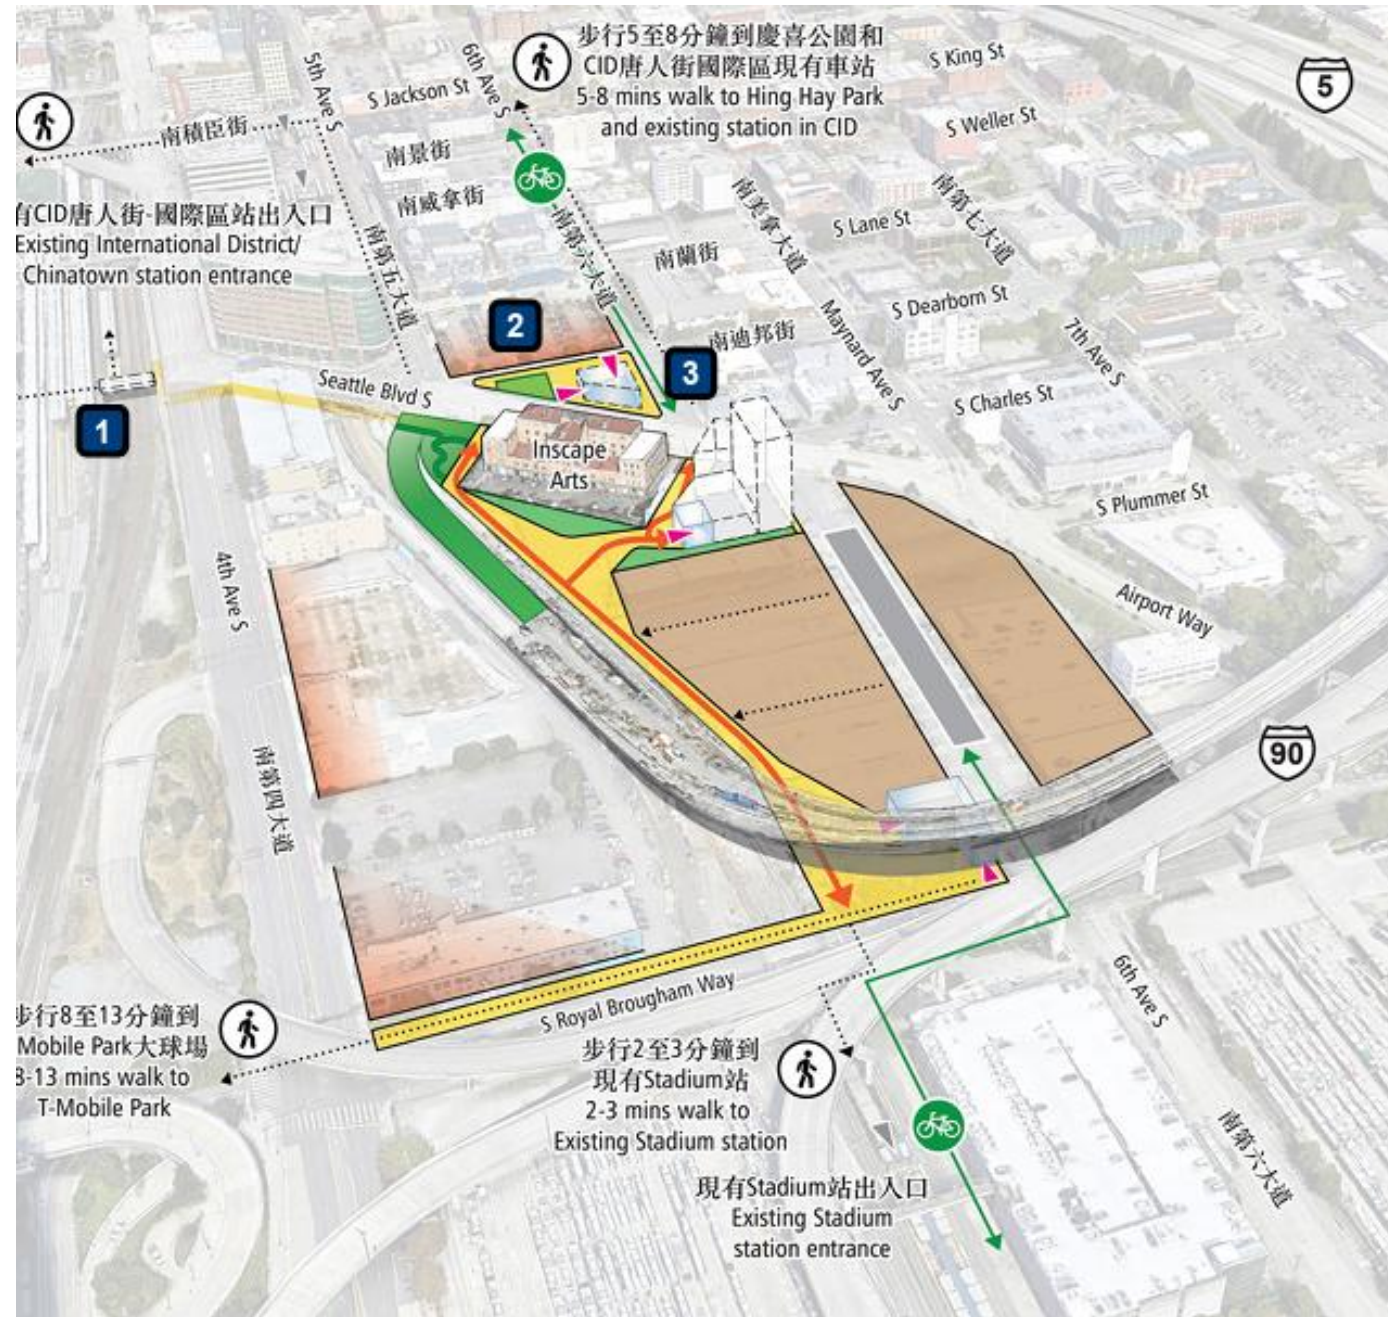 步行5至8分鐘到慶喜公園和
CID唐人街國際區現有車站
5-8 mins walk to Hing Hay Park
and existing station in CID
S King St
5
5th Ave S
6th Ave S
S Jackson St
南積臣街
南景街
S Weller St
南威拿街
有CID唐人街-國際區站出入口
Existing International District/
Chinatown station entrance
南第五大道
南第六大道
南蘭街
南美拿大道
S Lane St
南第七大道
S Dearborn St
南迪邦街
Maynard Ave S
7th Ave S
2
3
1
Seattle Blvd S
S Charles St
Inscape
Arts
S Plummer St
Airport Way
4th Ave S
南第四大道
90
S Royal Brougham Way
6th Ave S
步行8至13分鐘到
Mobile Park大球場
8-13 mins walk to
T-Mobile Park
步行2至3分鐘到
現有Stadium站
2-3 mins walk to
Existing Stadium station
現有Stadium站出入口
Existing Stadium
station entrance
南第六大道